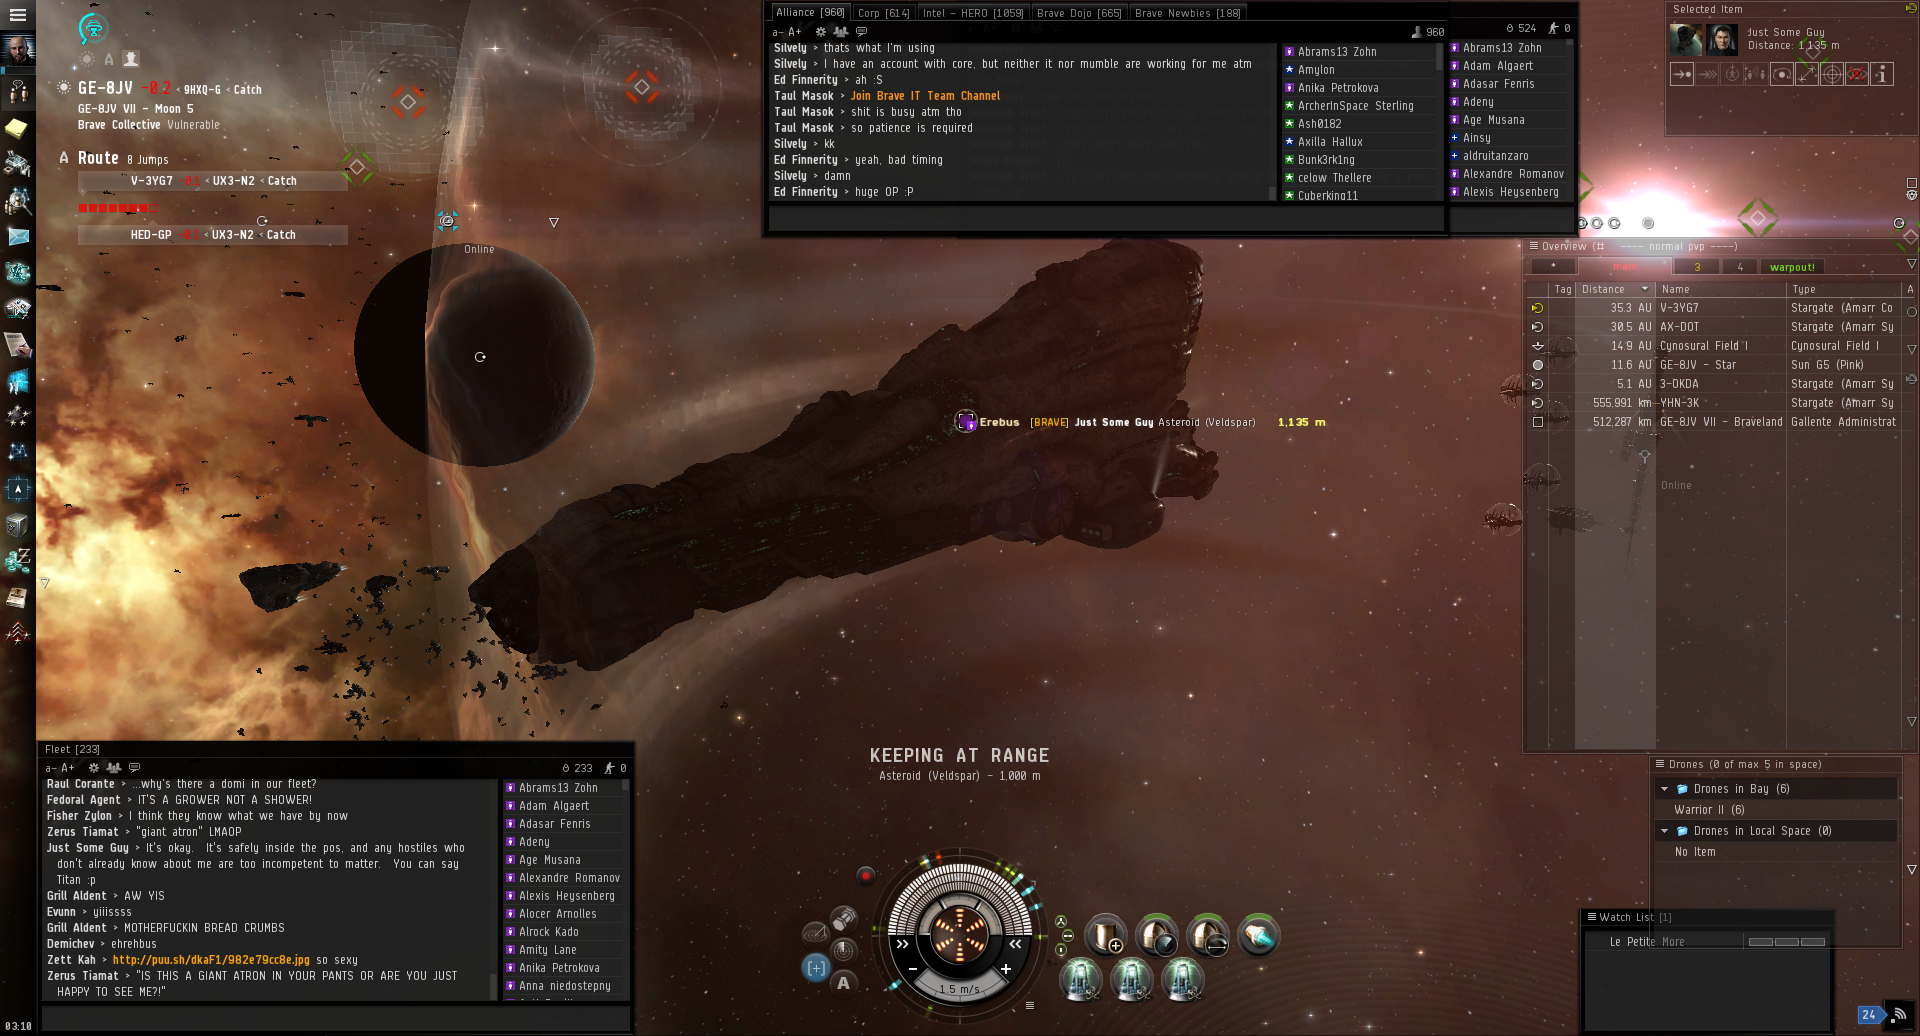 GE-8JV -0.2 < 9HXQ-G < Catch
GE-8JV VII - Moon 5
Brave Collective Vulnerable
Route 8 Jumps
V-3YG7 -0.1 < UX3-N2 < Catch
HED-GP < UX3-N2 < Catch
Online
Alliance [960] Corp [614] Intel - HERO [1059] Brave Dojo [665] Brave Newbies [188]
a- A+ 960
Silvely > thats what I'm using
Silvely > I have an account with core, but neither it nor mumble are working for me atm
Ed Finnerity > ah :S
Taul Masok > Join Brave IT Team Channel
Taul Masok > shit is busy atm tho
Taul Masok > so patience is required
Silvely > kk
Ed Finnerity > yeah, bad timing
Silvely > damn
Ed Finnerity > huge OP :P
Abrams13 Zohn
Amylon
Anika Petrokova
ArcherInSpace Sterling
Ash0182
Axilla Hallux
Bunk3rk1ng
celow Thellere
Cuberking11
524 0
Abrams13 Zohn
Adam Algaert
Adasar Fenris
Adeny
Age Musana
Ainsy
aldruitanzaro
Alexandre Romanov
Alexis Heysenberg
Selected Item
Just Some Guy
Distance: 1,135 m
Overview (# ---- normal pvp ----)
* main 3 4 warpout!
Tag Distance Name Type A
35.3 AU V-3YG7 Stargate (Amarr Co
30.5 AU AX-DOT Stargate (Amarr Sy
14.9 AU Cynosural Field I Cynosural Field I
11.6 AU GE-8JV - Star Sun G5 (Pink)
5.1 AU 3-OKDA Stargate (Amarr Sy
555,991 km YHN-3K Stargate (Amarr Sy
512,287 km GE-8JV VII - Braveland Gallente Administrat
Online
Erebus [BRAVE] Just Some Guy Asteroid (Veldspar) 1,135 m
KEEPING AT RANGE
Asteroid (Veldspar) - 1,000 m
Fleet [233]
a- A+ 233 0
Raul Corante > ...why's there a domi in our fleet?
Fedoral Agent > IT'S A GROWER NOT A SHOWER!
Fisher Zylon > I think they know what we have by now
Zerus Tiamat > "giant atron" LMAOP
Just Some Guy > It's okay. It's safely inside the pos, and any hostiles who
don't already know about me are too incompetent to matter. You can say
Titan :p
Grill Aldent > AW YIS
Evunn > yiiissss
Grill Aldent > MOTHERFUCKIN BREAD CRUMBS
Demichev > ehrehbus
Zett Kah > http://puu.sh/dkaF1/982e79cc8e.jpg so sexy
Zerus Tiamat > "IS THIS A GIANT ATRON IN YOUR PANTS OR ARE YOU JUST
HAPPY TO SEE ME?!"
Abrams13 Zohn
Adam Algaert
Adasar Fenris
Adeny
Age Musana
Alexandre Romanov
Alexis Heysenberg
Alocer Arnolles
Alrock Kado
Amity Lane
Anika Petrokova
Anna niedostepny
1.5 m/s
Drones (0 of max 5 in space)
Drones in Bay (6)
Warrior II (6)
Drones in Local Space (0)
No Item
Watch List [1]
Le Petite More
24
03:10